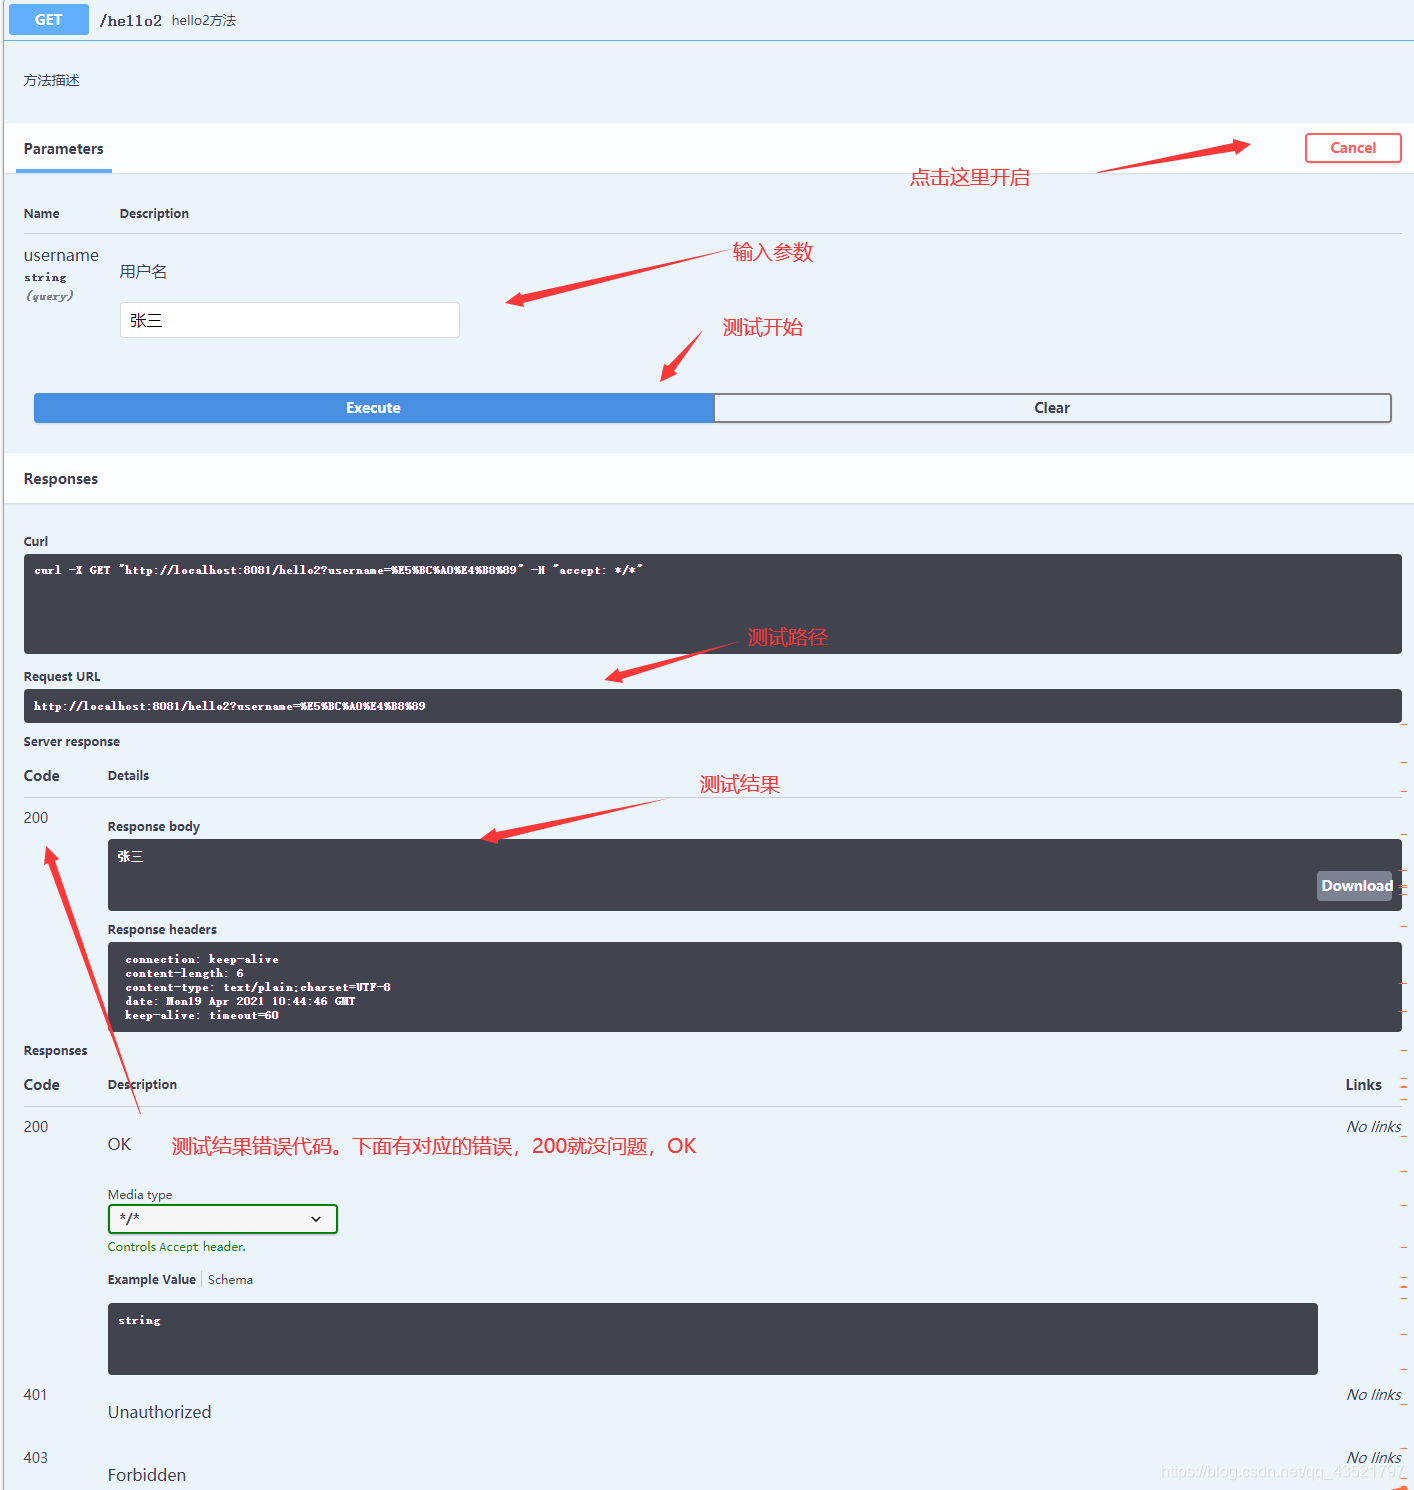 GET /hello2 hello2方法
方法描述
Parameters
Cancel
点击这里开启
Name Description
username
string
(query)
用户名
输入参数
张三
测试开始
Execute Clear
Responses
Curl
curl -X GET "http://localhost:8081/hello2?username=%E5%BC%A0%E4%B8%89" -H "accept: */*"
测试路径
Request URL
http://localhost:8081/hello2?username=%E5%BC%A0%E4%B8%89
Server response
Code Details
测试结果
200
Response body
张三
Download
Response headers
connection: keep-alive
content-length: 6
content-type: text/plain;charset=UTF-8
date: Mon19 Apr 2021 10:44:46 GMT
keep-alive: timeout=60
Responses
Code Description Links
200
OK
No links
测试结果错误代码。下面有对应的错误，200就没问题，OK
Media type
*/*
Controls Accept header.
Example Value Schema
string
401 No links
Unauthorized
403 No links
Forbidden
https://blog.csdn.net/qq_43521797